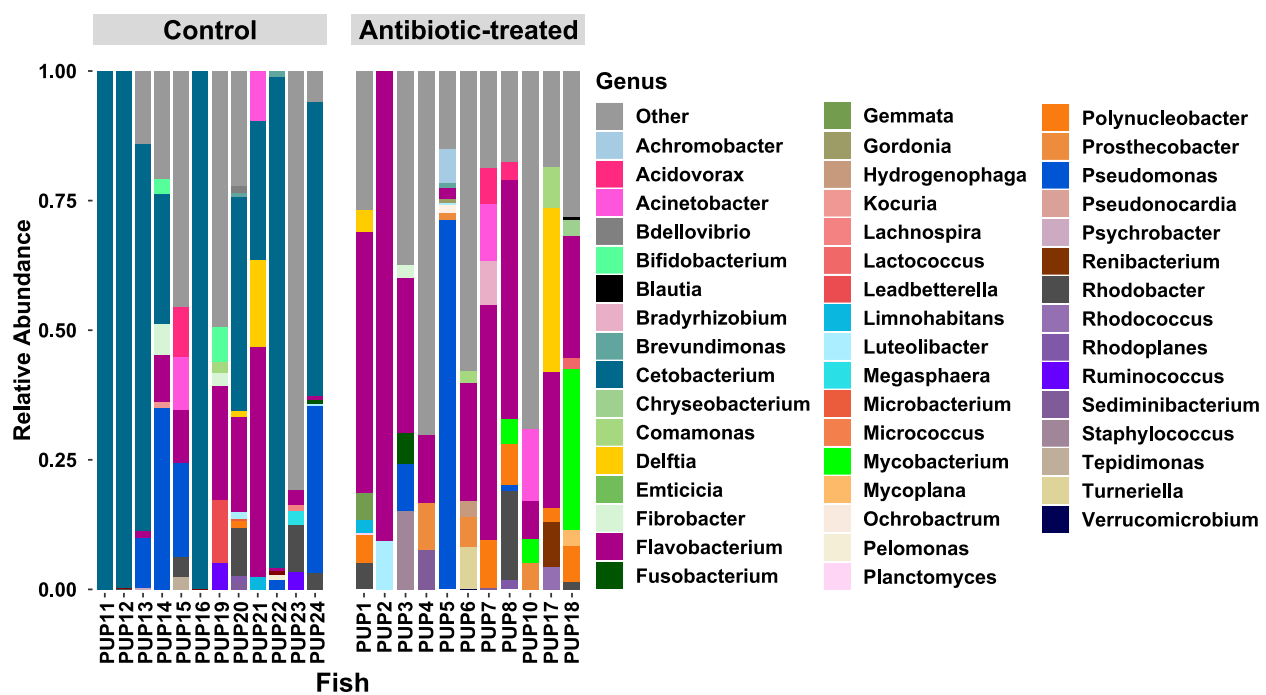 Control
Antibiotic-treated
Relative Abundance
1.00
0.75
0.50
0.25
0.00
PUP11
PUP12
PUP13
PUP14
PUP15
PUP16
PUP19
PUP20
PUP21
PUP22
PUP23
PUP24
PUP1
PUP2
PUP3
PUP4
PUP5
PUP6
PUP7
PUP8
PUP10
PUP17
PUP18
Fish
Genus
Other
Achromobacter
Acidovorax
Acinetobacter
Bdellovibrio
Bifidobacterium
Blautia
Bradyrhizobium
Brevundimonas
Cetobacterium
Chryseobacterium
Comamonas
Delftia
Emticicia
Fibrobacter
Flavobacterium
Fusobacterium
Gemmata
Gordonia
Hydrogenophaga
Kocuria
Lachnospira
Lactococcus
Leadbetterella
Limnohabitans
Luteolibacter
Megasphaera
Microbacterium
Micrococcus
Mycobacterium
Mycoplana
Ochrobactrum
Pelomonas
Planctomyces
Polynucleobacter
Prosthecobacter
Pseudomonas
Pseudonocardia
Psychrobacter
Renibacterium
Rhodobacter
Rhodococcus
Rhodoplanes
Ruminococcus
Sediminibacterium
Staphylococcus
Tepidimonas
Turneriella
Verrucomicrobium